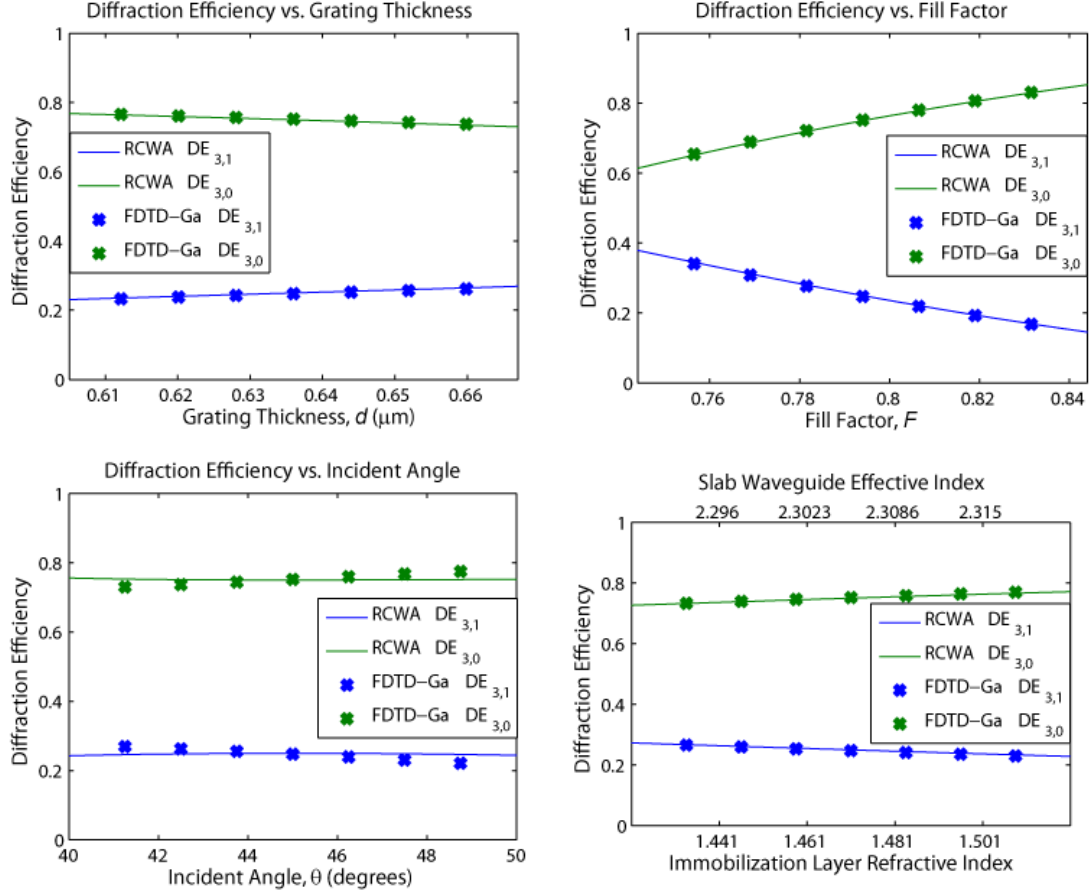 Diffraction Efficiency vs. Grating Thickness
1
0.8
0.6
0.4
0.2
0
Diffraction Efficiency
RCWA DE 3,1
RCWA DE 3,0
FDTD−Ga DE 3,1
FDTD−Ga DE 3,0
0.61 0.62 0.63 0.64 0.65 0.66
Grating Thickness, d (μm)
Diffraction Efficiency vs. Fill Factor
1
0.8
0.6
0.4
0.2
0
Diffraction Efficiency
RCWA DE 3,1
RCWA DE 3,0
FDTD−Ga DE 3,1
FDTD−Ga DE 3,0
0.76 0.78 0.8 0.82 0.84
Fill Factor, F
Diffraction Efficiency vs. Incident Angle
1
0.8
0.6
0.4
0.2
0
Diffraction Efficiency
RCWA DE 3,1
RCWA DE 3,0
FDTD−Ga DE 3,1
FDTD−Ga DE 3,0
40 42 44 46 48 50
Incident Angle, θ (degrees)
Slab Waveguide Effective Index
2.296 2.3023 2.3086 2.315
1
0.8
0.6
0.4
0.2
0
Diffraction Efficiency
RCWA DE 3,1
RCWA DE 3,0
FDTD−Ga DE 3,1
FDTD−Ga DE 3,0
1.441 1.461 1.481 1.501
Immobilization Layer Refractive Index